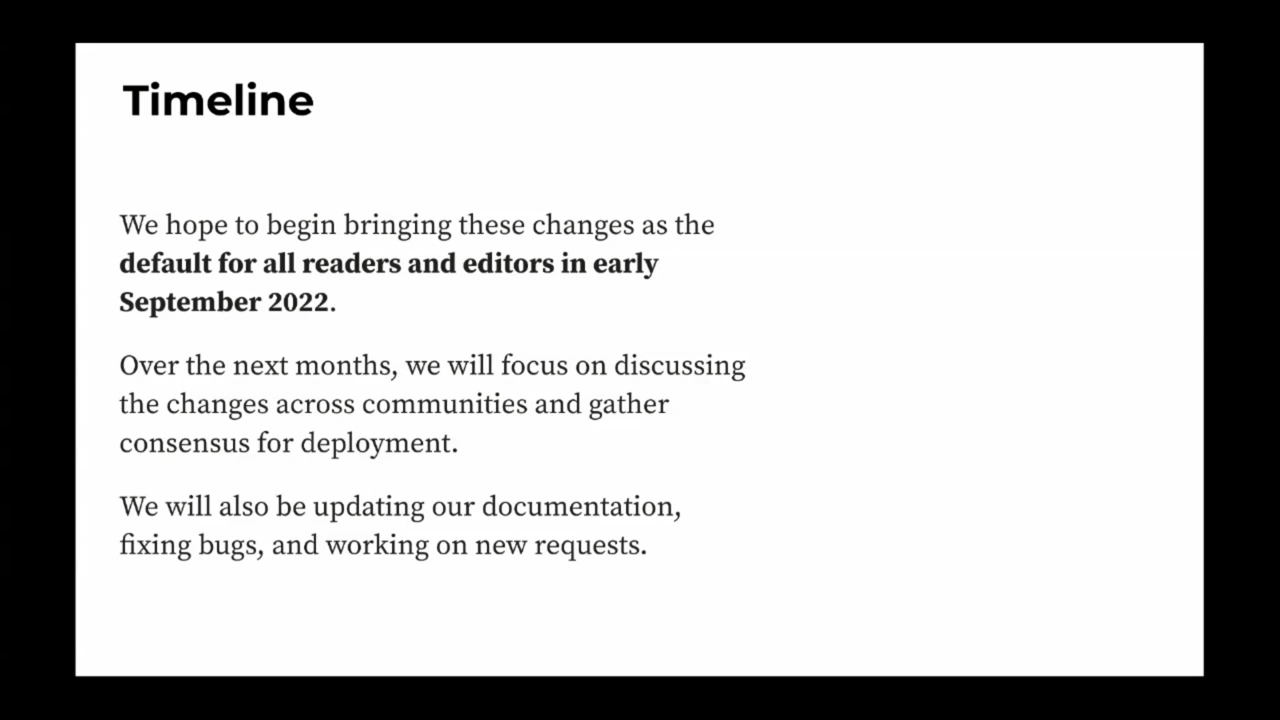 Timeline
We hope to begin bringing these changes as the
default for all readers and editors in early
September 2022.
Over the next months, we will focus on discussing
the changes across communities and gather
consensus for deployment.
We will also be updating our documentation,
fixing bugs, and working on new requests.